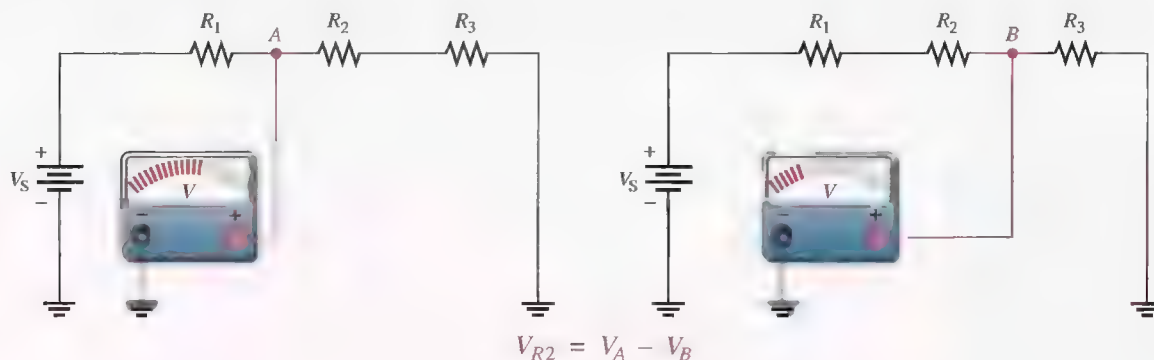 R1 A R2 R3
+
VS
−
V
− +
R1 R2 B R3
+
VS
−
V
− +
VR2 = VA − VB